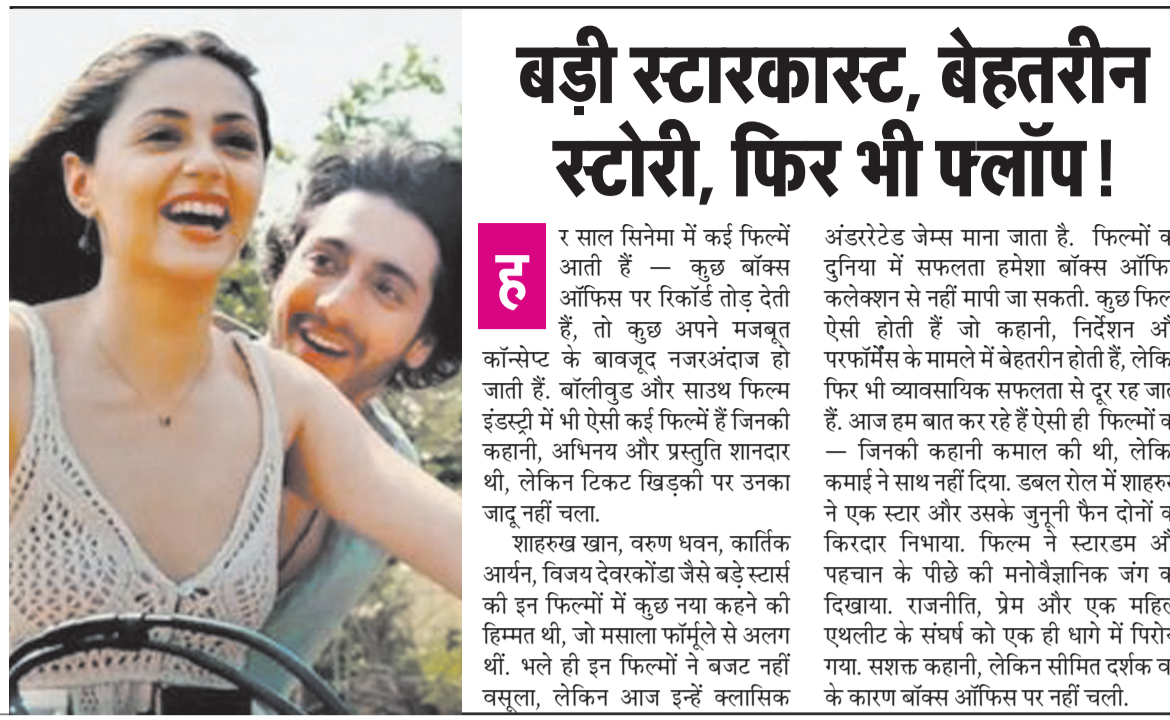 बड़ी स्टारकास्ट, बेहतरीन
स्टोरी, फिर भी फ्लॉप!
हर साल सिनेमा में कई फिल्में
आती हैं — कुछ बॉक्स
ऑफिस पर रिकॉर्ड तोड़ देती
हैं, तो कुछ अपने मजबूत
कॉन्सेप्ट के बावजूद नजरअंदाज हो
जाती हैं. बॉलीवुड और साउथ फिल्म
इंडस्ट्री में भी ऐसी कई फिल्में हैं जिनकी
कहानी, अभिनय और प्रस्तुति शानदार
थी, लेकिन टिकट खिड़की पर उनका
जादू नहीं चला.
शाहरुख खान, वरुण धवन, कार्तिक
आर्यन, विजय देवरकोंडा जैसे बड़े स्टार्स
की इन फिल्मों में कुछ नया कहने की
हिम्मत थी, जो मसाला फॉर्मूले से अलग
थीं. भले ही इन फिल्मों ने बजट नहीं
वसूला, लेकिन आज इन्हें क्लासिक
अंडररेटेड जेम्स माना जाता है. फिल्मों
दुनिया में सफलता हमेशा बॉक्स
कलेक्शन से नहीं मापी जा सकती. कुछ
ऐसी होती हैं जो कहानी, निर्देशन
परफॉर्मेंस के मामले में बेहतरीन होती हैं,
फिर भी व्यावसायिक सफलता से दूर रह
हैं. आज हम बात कर रहे हैं ऐसी ही फिल्मों
— जिनकी कहानी कमाल की थी,
कमाई ने साथ नहीं दिया. डबल रोल में
ने एक स्टार और उसके जुनूनी फैन दोनों
किरदार निभाया. फिल्म ने स्टारडम
पहचान के पीछे की मनोवैज्ञानिक जंग
दिखाया. राजनीति, प्रेम और एक
एथलीट के संघर्ष को एक ही धागे में
गया. सशक्त कहानी, लेकिन सीमित दर्शक
के कारण बॉक्स ऑफिस पर नहीं चली.